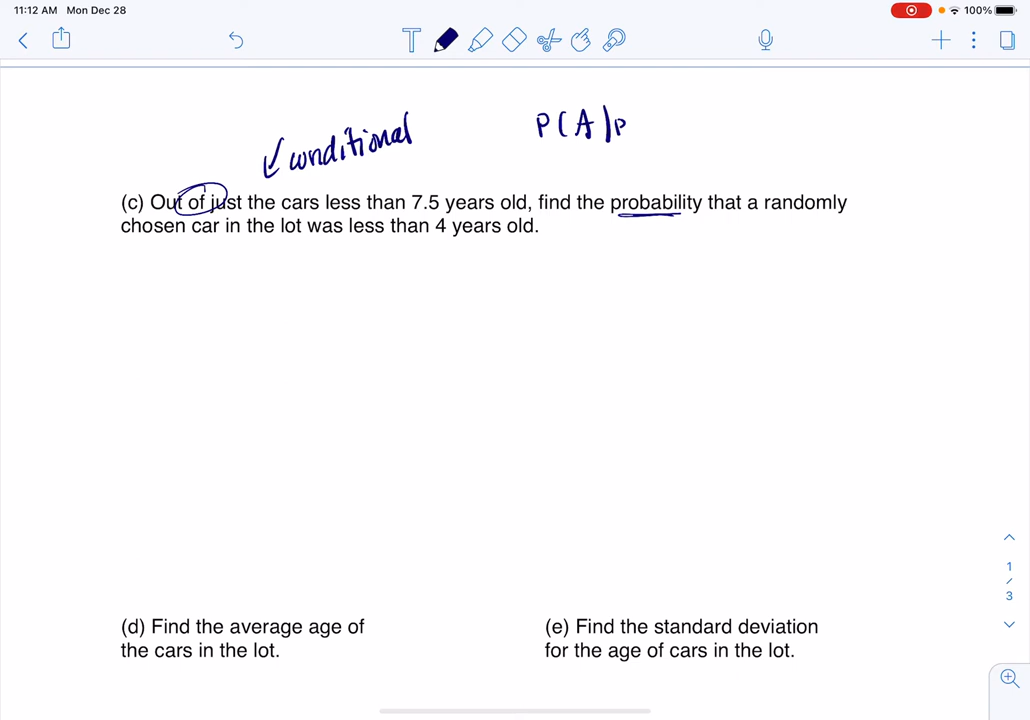 11:12 AM Mon Dec 28
100%
T
conditional
P(A)P
(c) Out of just the cars less than 7.5 years old, find the probability that a randomly
chosen car in the lot was less than 4 years old.
1
/
3
(d) Find the average age of
the cars in the lot.
(e) Find the standard deviation
for the age of cars in the lot.